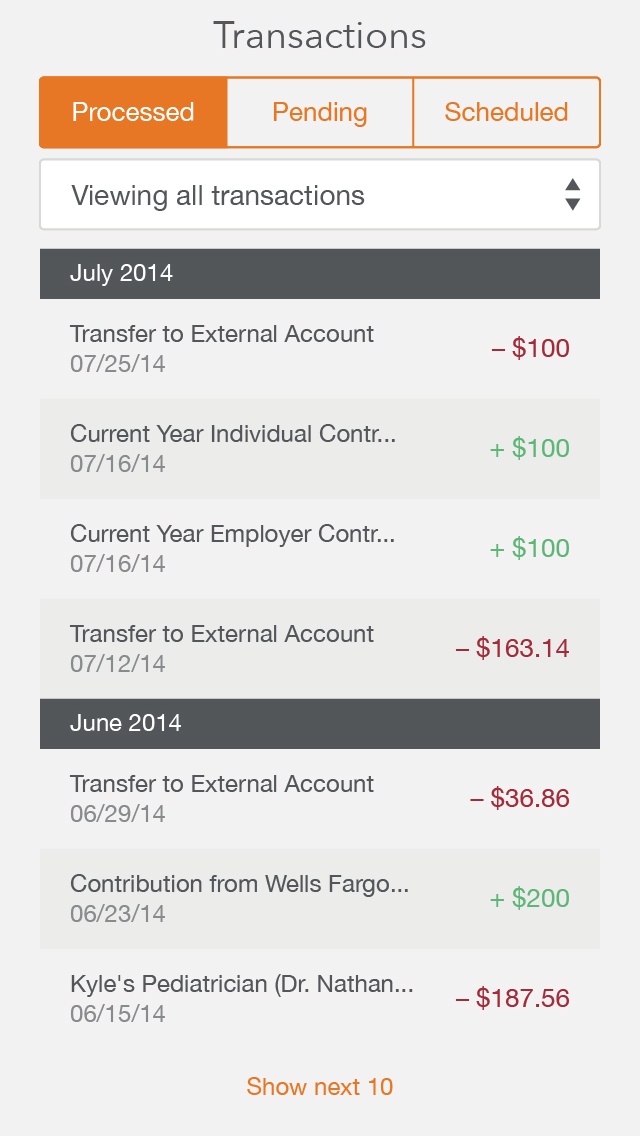 Transactions
Processed
Pending
Scheduled
Viewing all transactions
July 2014
Transfer to External Account
07/25/14
– $100
Current Year Individual Contr...
07/16/14
+ $100
Current Year Employer Contr...
07/16/14
+ $100
Transfer to External Account
07/12/14
– $163.14
June 2014
Transfer to External Account
06/29/14
– $36.86
Contribution from Wells Fargo...
06/23/14
+ $200
Kyle's Pediatrician (Dr. Nathan...
06/15/14
– $187.56
Show next 10